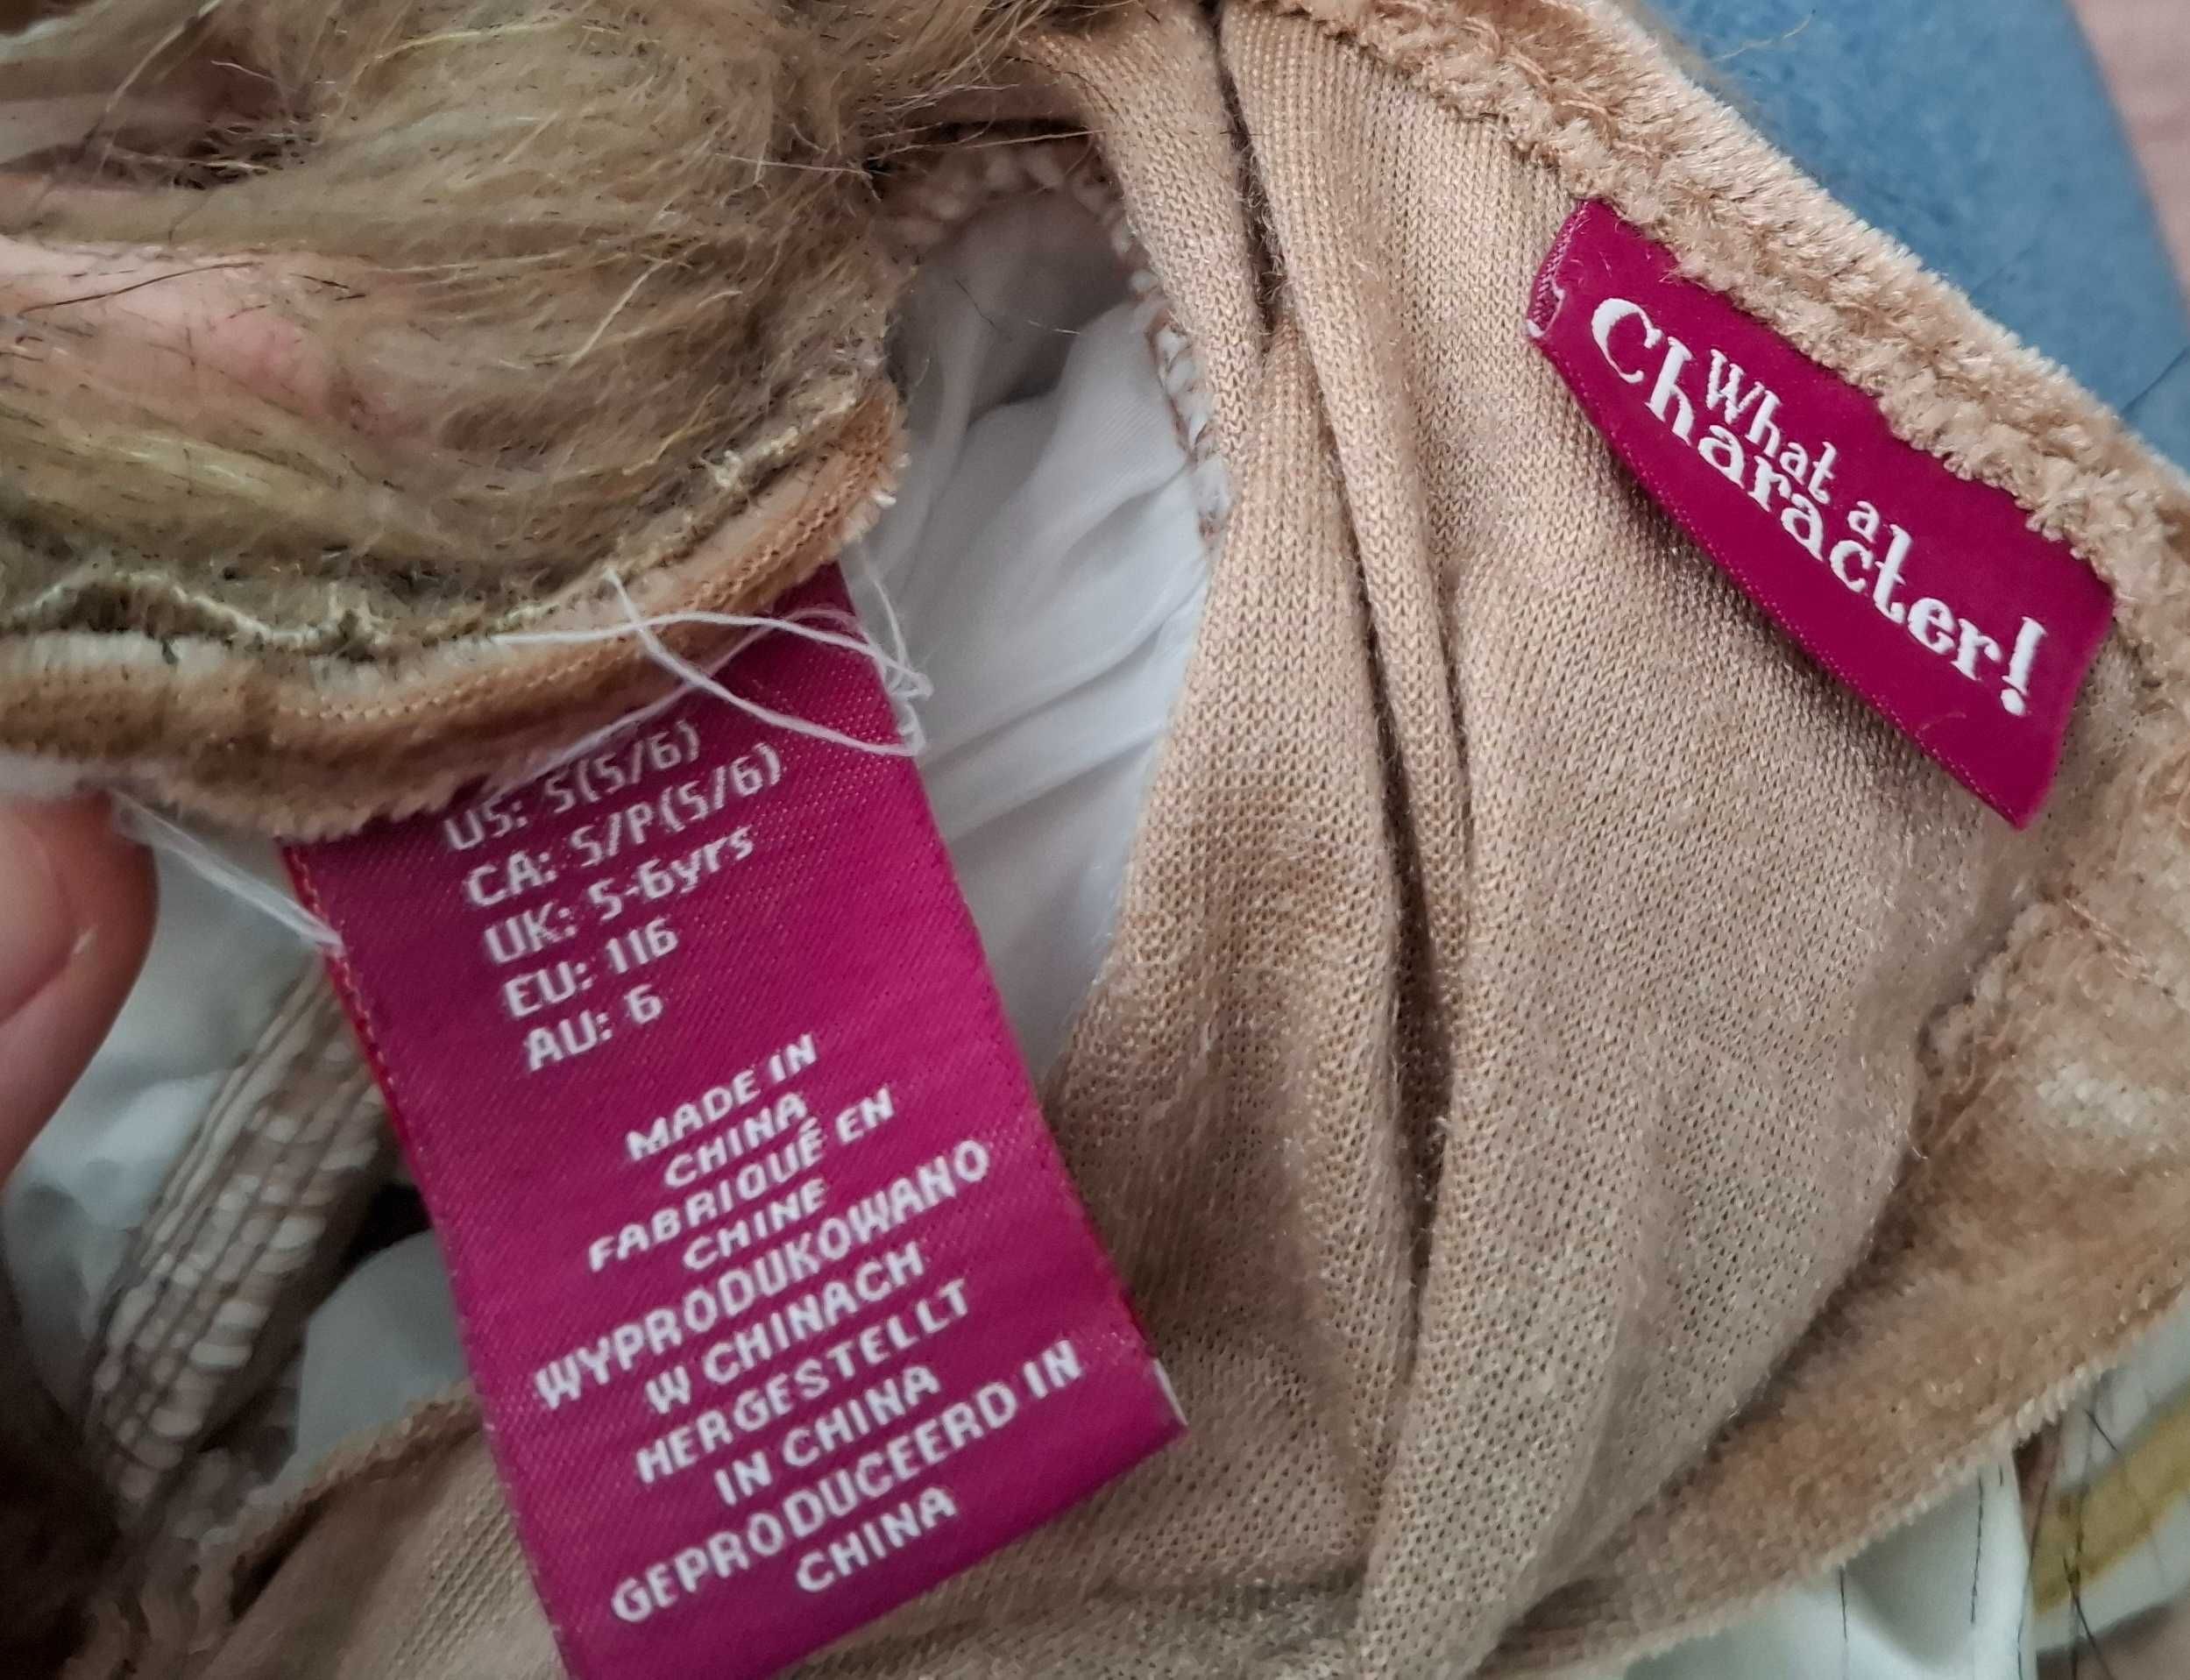 US: S(5/6)
CA: S/P(5/6)
UK: 5-6yrs
EU: 116
AU: 6
MADE IN
CHINA
FABRIQUÉ EN
CHINE
WYPRODUKOWANO
W CHINACH
HERGESTELLT
IN CHINA
GEPRODUCEERD IN
CHINA
What a
Character!